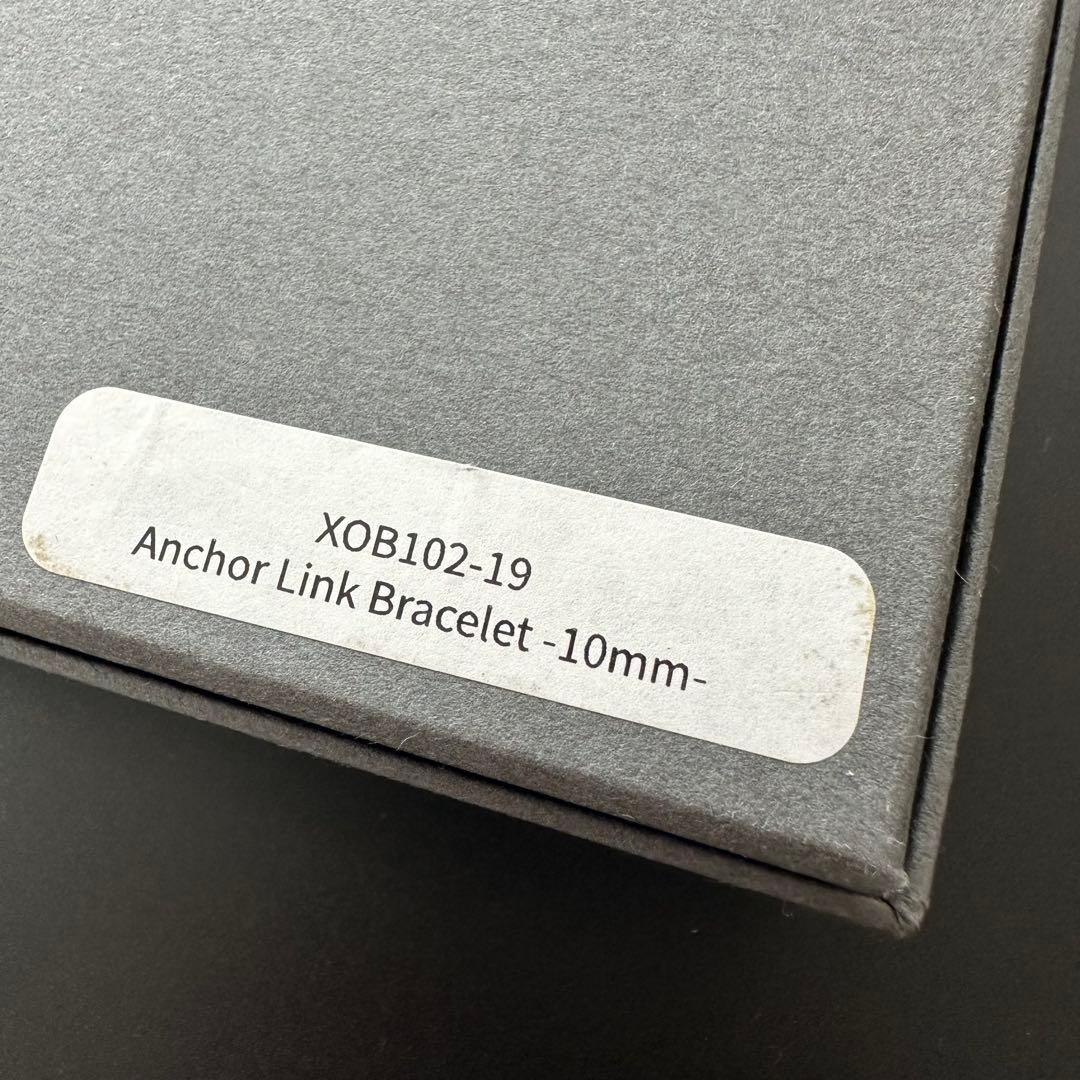 XOB102-19
Anchor Link Bracelet -10mm-